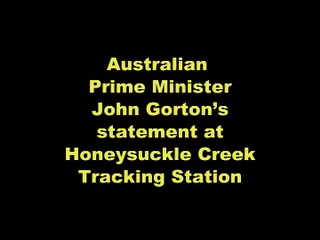 Australian
Prime Minister
John Gorton's
statement at
Honeysuckle Creek
Tracking Station